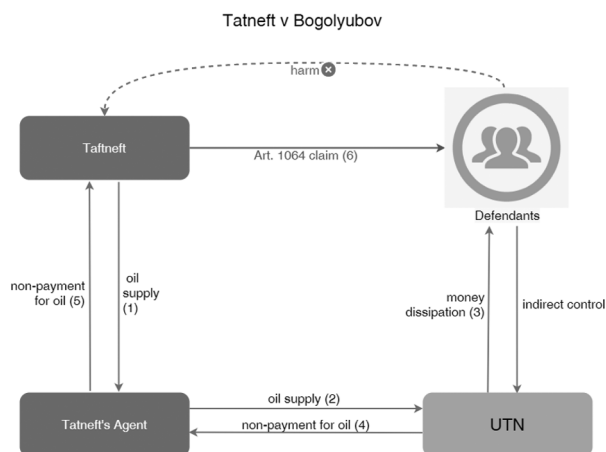 Tatneft v Bogolyubov
harm
Taftneft
Art. 1064 claim (6)
Defendants
non-payment
for oil (5)
oil
supply
(1)
money
dissipation (3)
indirect control
Tatneft's Agent
oil supply (2)
non-payment for oil (4)
UTN